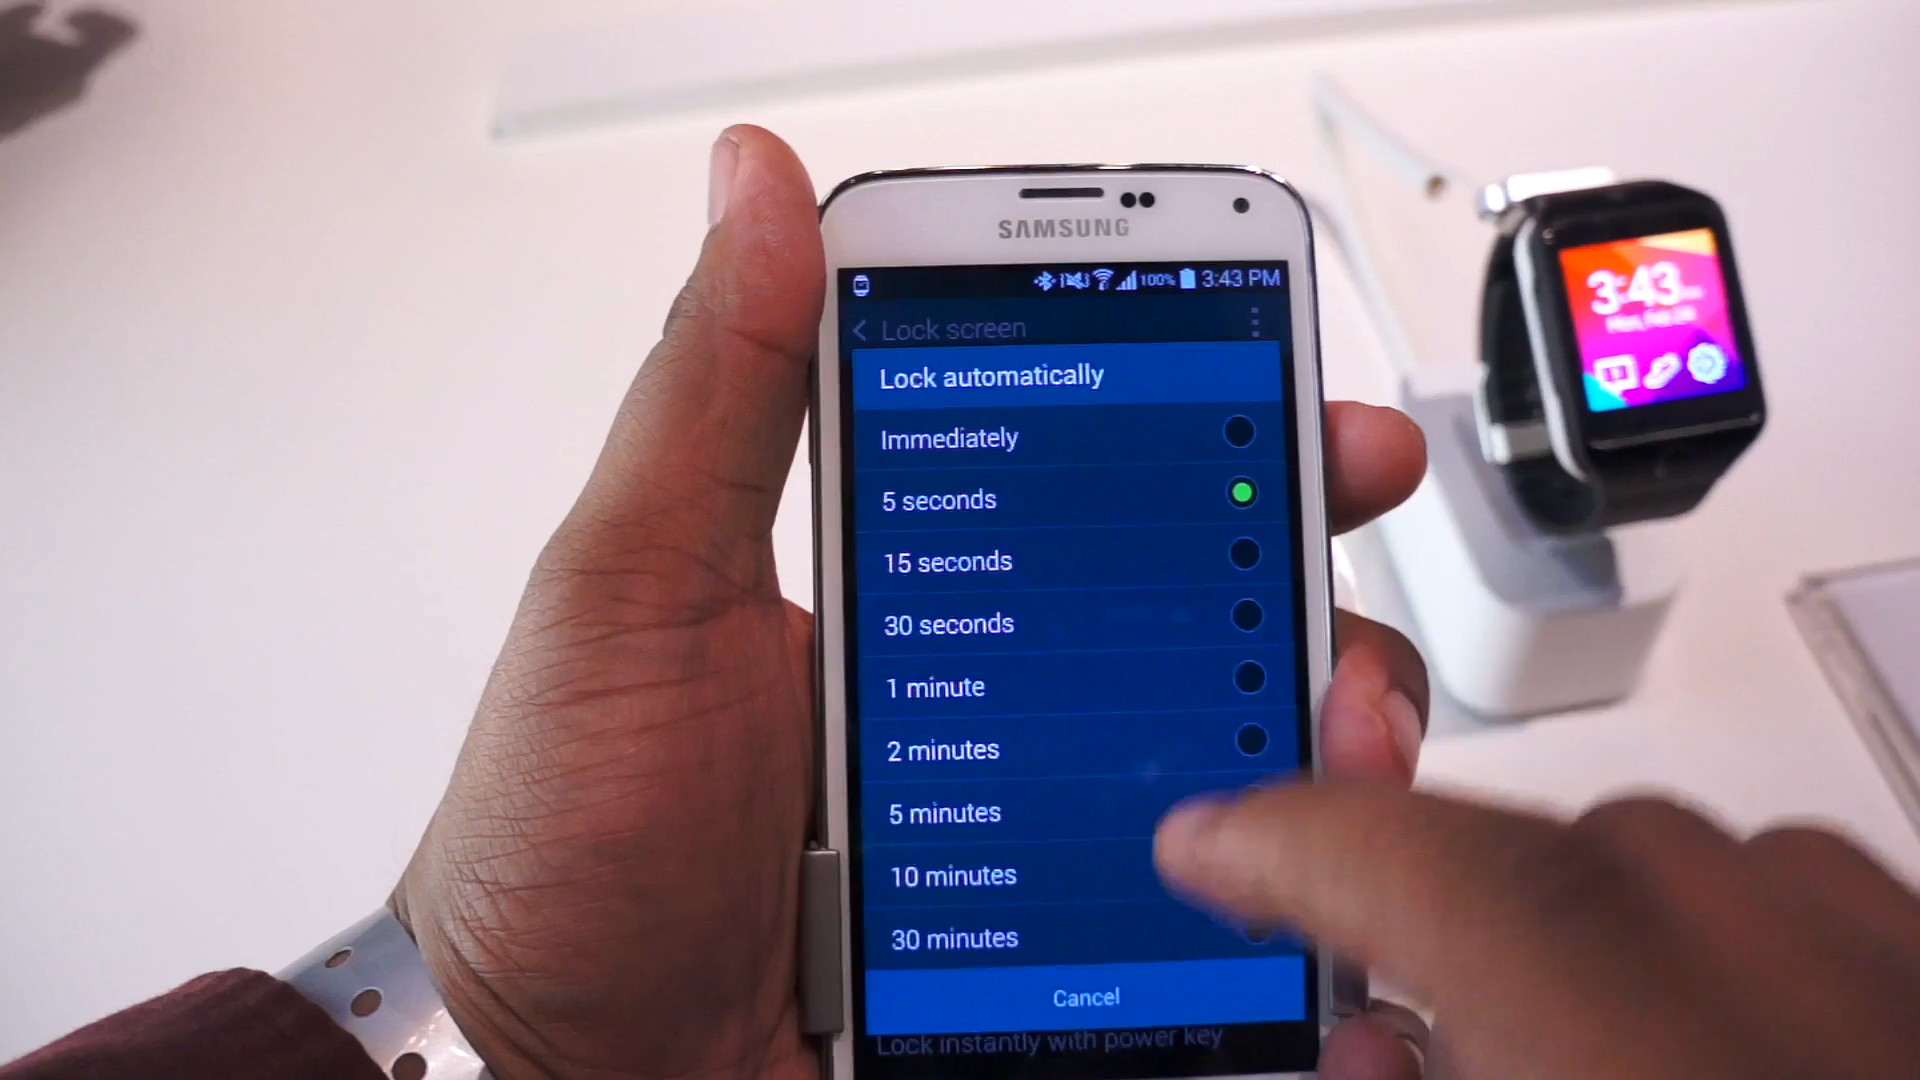 SAMSUNG
100% 3:43 PM
Lock screen
Lock automatically
Immediately
5 seconds
15 seconds
30 seconds
1 minute
2 minutes
5 minutes
10 minutes
30 minutes
Cancel
Lock instantly with power key
3:43